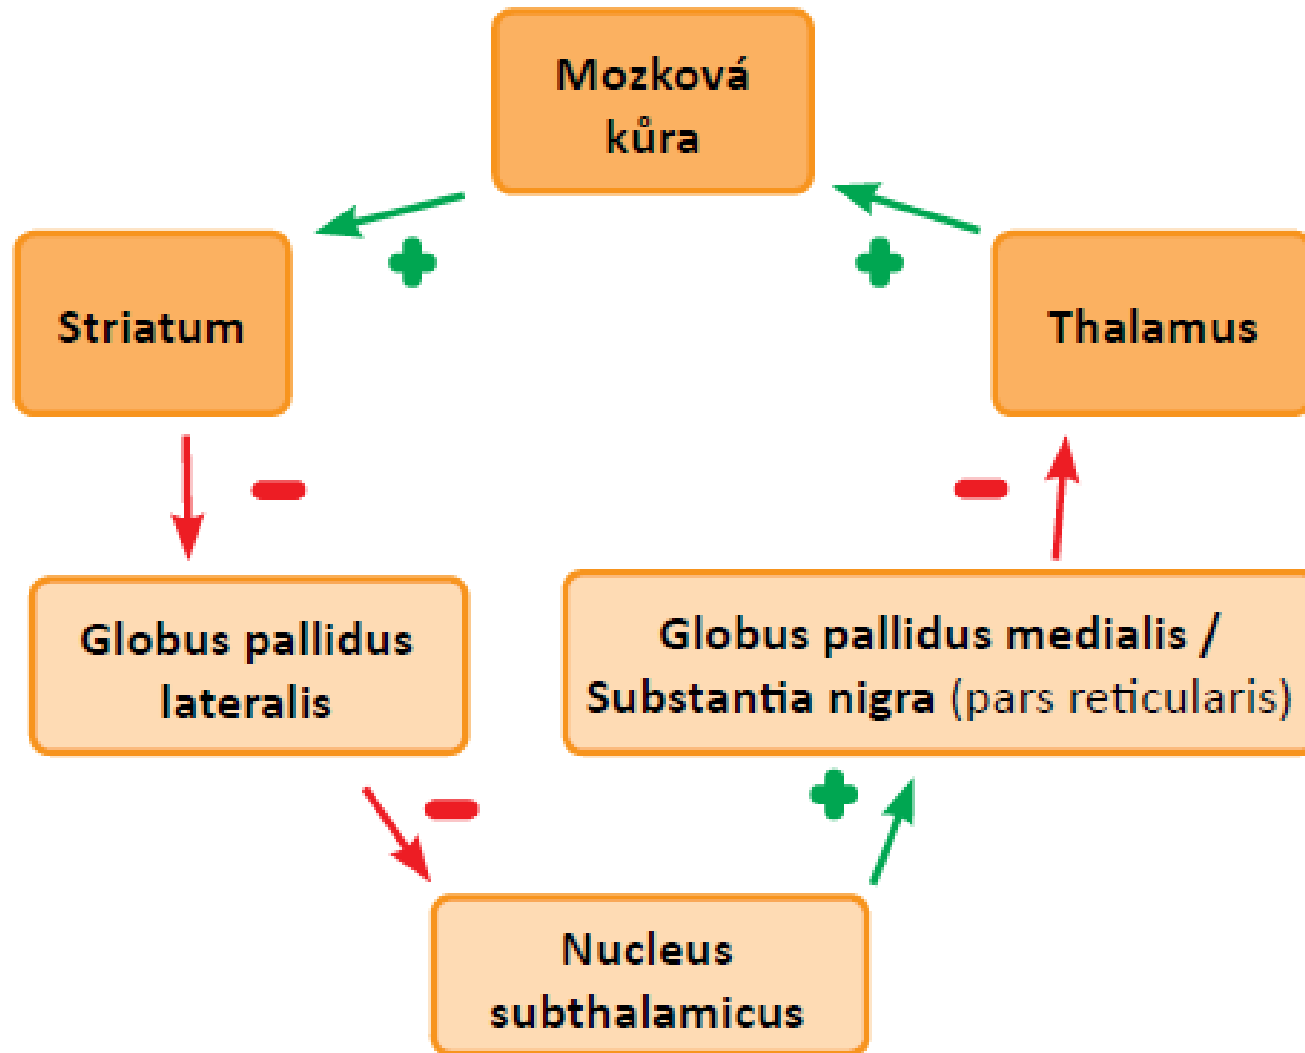 Mozková
kůra
Striatum
Thalamus
Globus pallidus
lateralis
Globus pallidus medialis /
Substantia nigra (pars reticularis)
Nucleus
subthalamicus